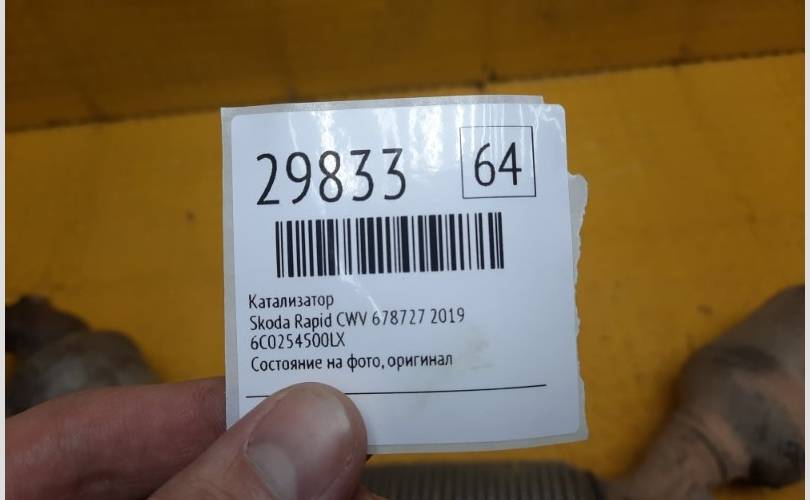 29833 64
Катализатор
Skoda Rapid CWV 678727 2019
6C0254500LX
Состояние на фото, оригинал